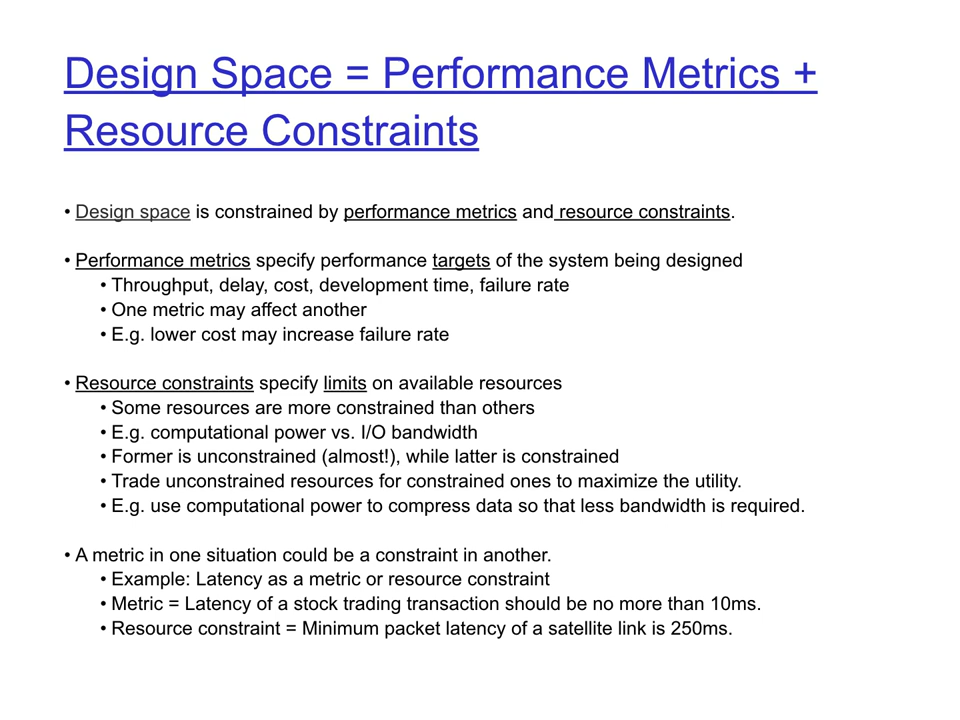 Design Space = Performance Metrics +
Resource Constraints
• Design space is constrained by performance metrics and resource constraints.
• Performance metrics specify performance targets of the system being designed
• Throughput, delay, cost, development time, failure rate
• One metric may affect another
• E.g. lower cost may increase failure rate
• Resource constraints specify limits on available resources
• Some resources are more constrained than others
• E.g. computational power vs. I/O bandwidth
• Former is unconstrained (almost!), while latter is constrained
• Trade unconstrained resources for constrained ones to maximize the utility.
• E.g. use computational power to compress data so that less bandwidth is required.
• A metric in one situation could be a constraint in another.
• Example: Latency as a metric or resource constraint
• Metric = Latency of a stock trading transaction should be no more than 10ms.
• Resource constraint = Minimum packet latency of a satellite link is 250ms.